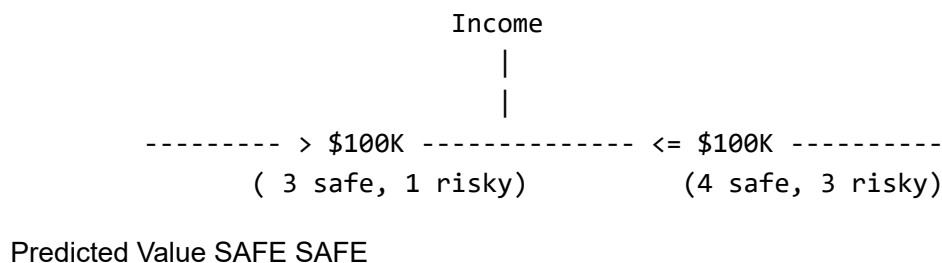 Income
|
|
--------- > $100K -------------- <= $100K ----------
( 3 safe, 1 risky) (4 safe, 3 risky)
Predicted Value SAFE SAFE